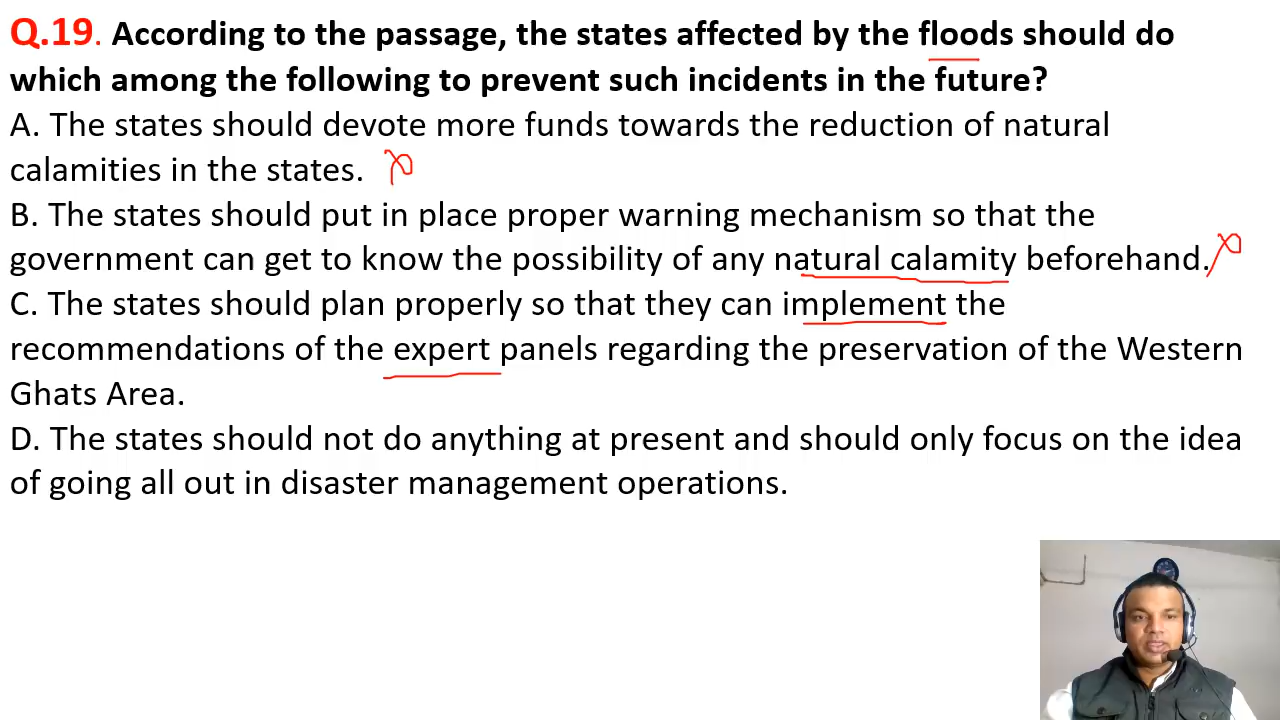 Q.19. According to the passage, the states affected by the floods should do
which among the following to prevent such incidents in the future?
A. The states should devote more funds towards the reduction of natural
calamities in the states.
B. The states should put in place proper warning mechanism so that the
government can get to know the possibility of any natural calamity beforehand.
C. The states should plan properly so that they can implement the
recommendations of the expert panels regarding the preservation of the Western
Ghats Area.
D. The states should not do anything at present and should only focus on the idea
of going all out in disaster management operations.